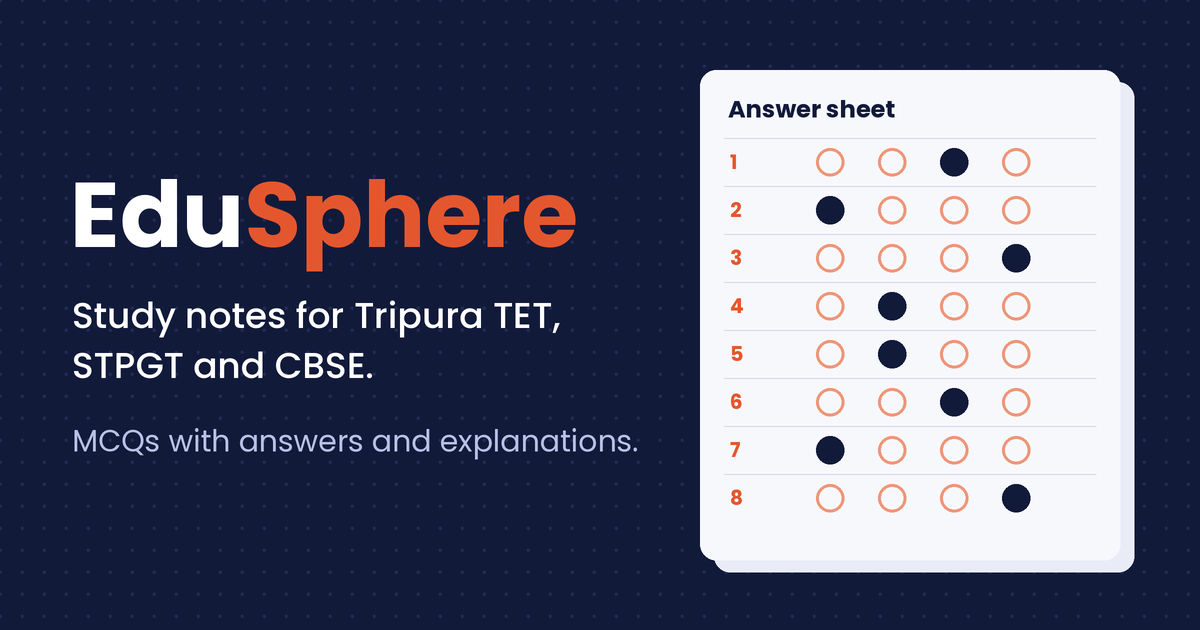 EduSphere
Study notes for Tripura TET,
STPGT and CBSE.
MCQs with answers and explanations.
Answer sheet
1
2
3
4
5
6
7
8